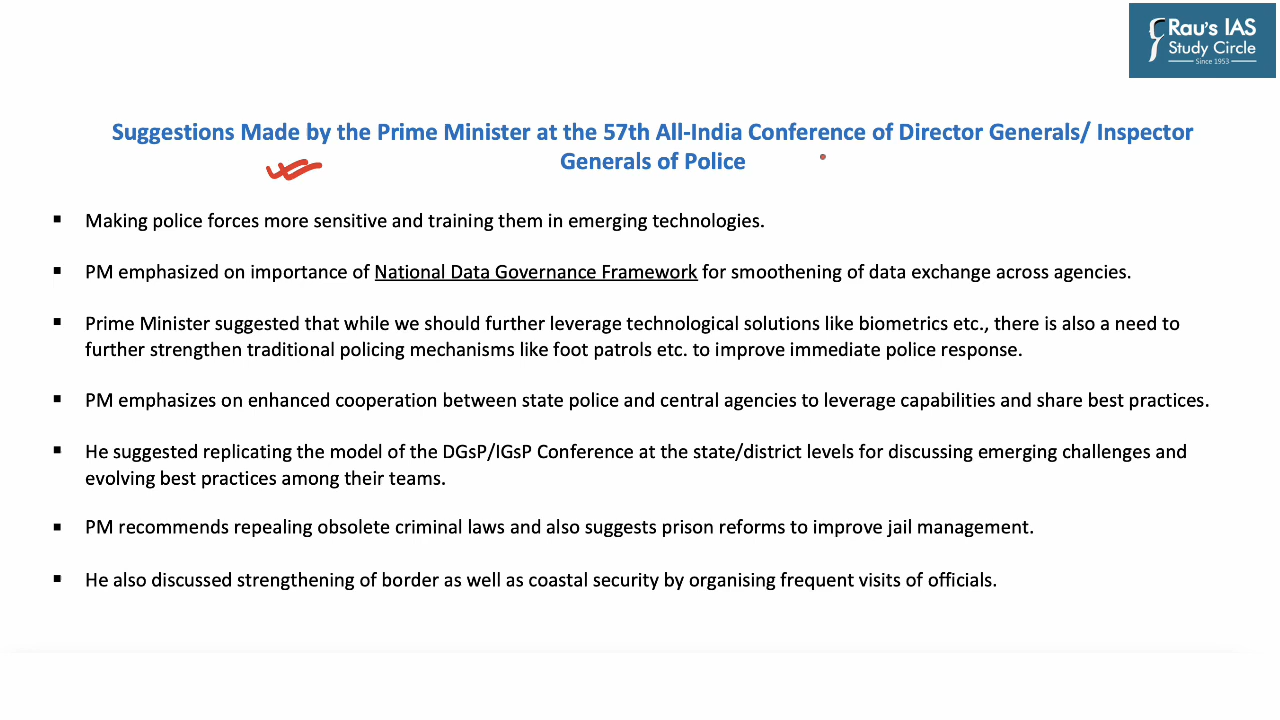 Rau's IAS
Study Circle
Since 1953
Suggestions Made by the Prime Minister at the 57th All-India Conference of Director Generals/ Inspector
Generals of Police
▪ Making police forces more sensitive and training them in emerging technologies.
▪ PM emphasized on importance of National Data Governance Framework for smoothening of data exchange across agencies.
▪ Prime Minister suggested that while we should further leverage technological solutions like biometrics etc., there is also a need to
further strengthen traditional policing mechanisms like foot patrols etc. to improve immediate police response.
▪ PM emphasizes on enhanced cooperation between state police and central agencies to leverage capabilities and share best practices.
▪ He suggested replicating the model of the DGsP/IGsP Conference at the state/district levels for discussing emerging challenges and
evolving best practices among their teams.
▪ PM recommends repealing obsolete criminal laws and also suggests prison reforms to improve jail management.
▪ He also discussed strengthening of border as well as coastal security by organising frequent visits of officials.